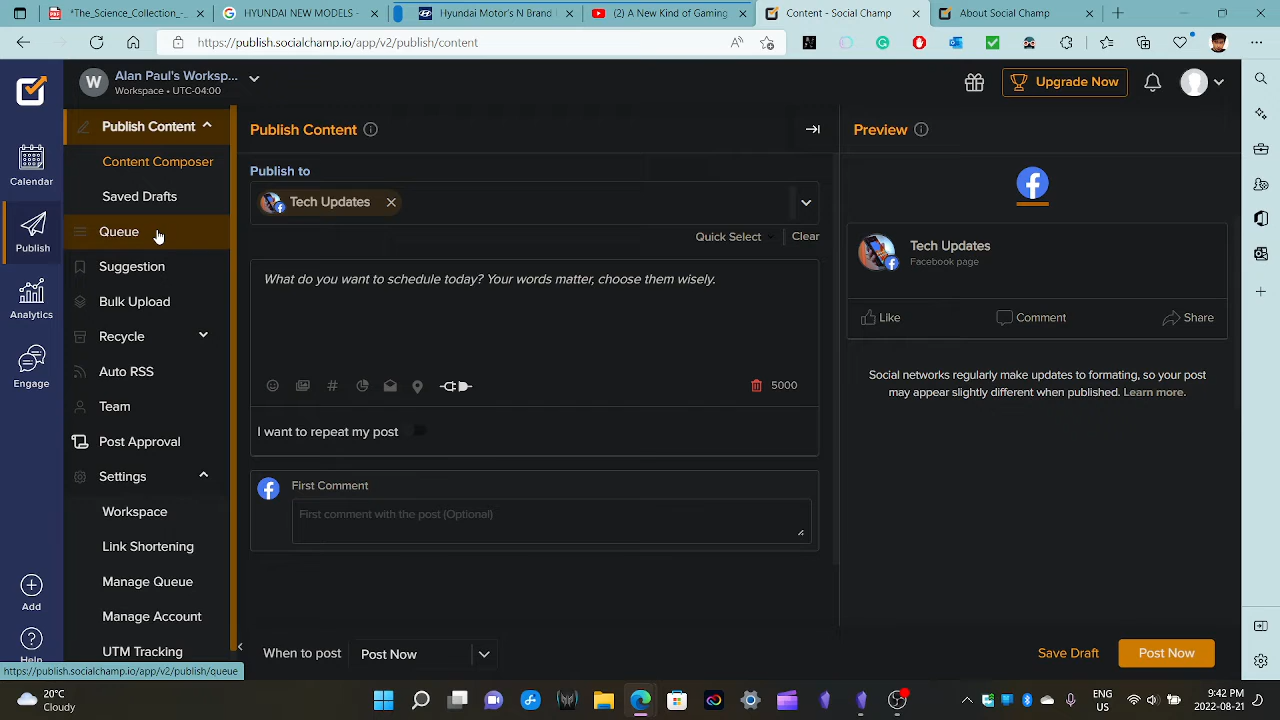 *The_Science_Collection_-_
HYUNDAI NEW MODELS -
Hyundai Motor's N Brand
(2) A New Kind of Gaming
Content - Social Champ
About Social Champ
https://publish.socialchamp.io/app/v2/publish/content
W
Alan Paul's Worksp...
Workspace • UTC-04:00
Upgrade Now
Calendar
Publish
Analytics
Engage
Add
Help
Publish Content
Content Composer
Saved Drafts
Queue
Suggestion
Bulk Upload
Recycle
Auto RSS
Team
Post Approval
Settings
Workspace
Link Shortening
Manage Queue
Manage Account
UTM Tracking
https://publish.socialchamp.io/app/v2/publish/queue
Publish Content
Publish to
Tech Updates
Quick Select
Clear
What do you want to schedule today? Your words matter, choose them wisely.
5000
I want to repeat my post
First Comment
First comment with the post (Optional)
When to post
Post Now
Save Draft
Post Now
Preview
Tech Updates
Facebook page
Like
Comment
Share
Social networks regularly make updates to formating, so your post
may appear slightly different when published. Learn more.
20°C
Cloudy
ENG
US
9:42 PM
2022-08-21